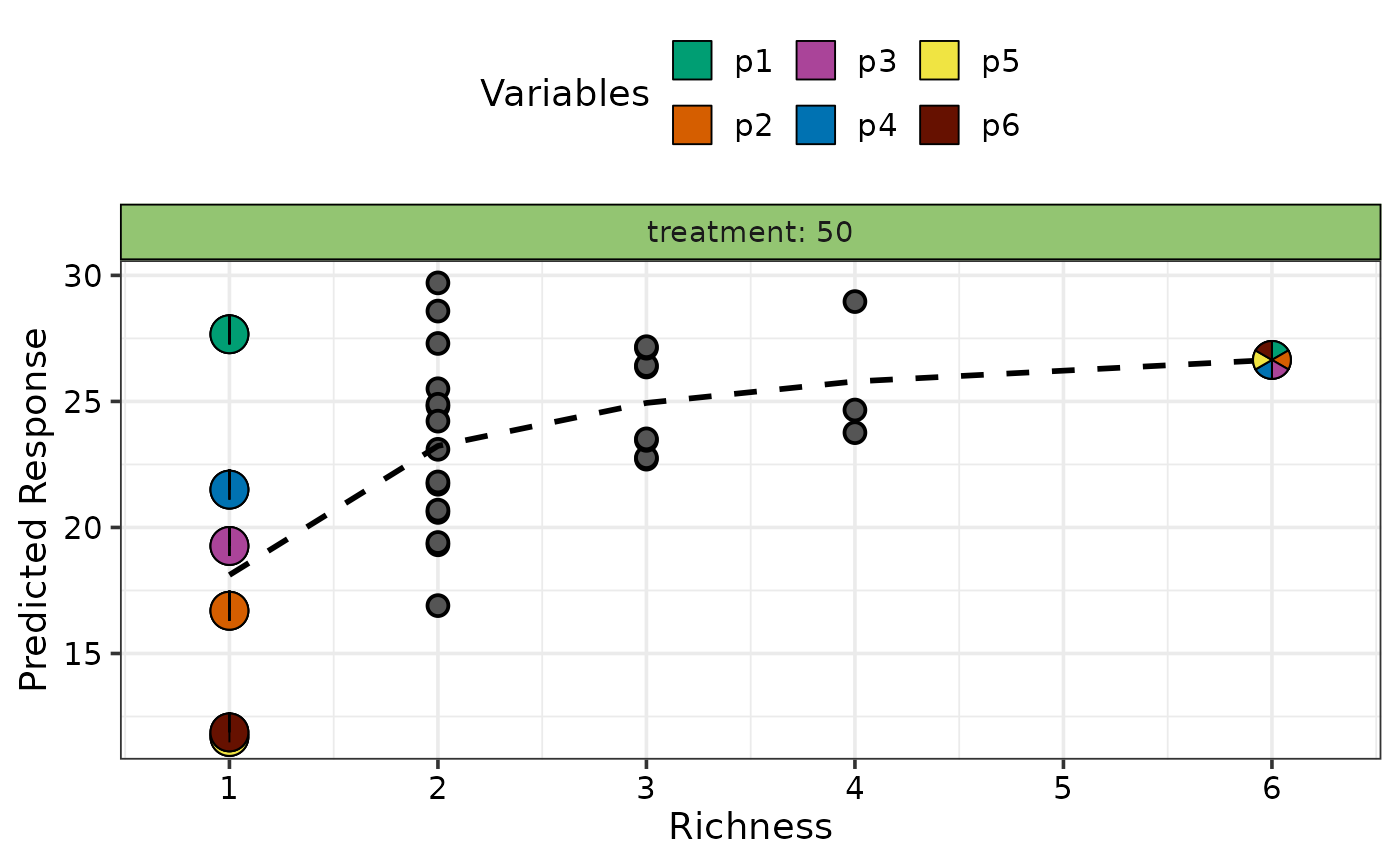 Variables
p1 p3 p5
p2 p4 p6
treatment: 50
Predicted Response
30
25
20
15
1 2 3 4 5 6
Richness